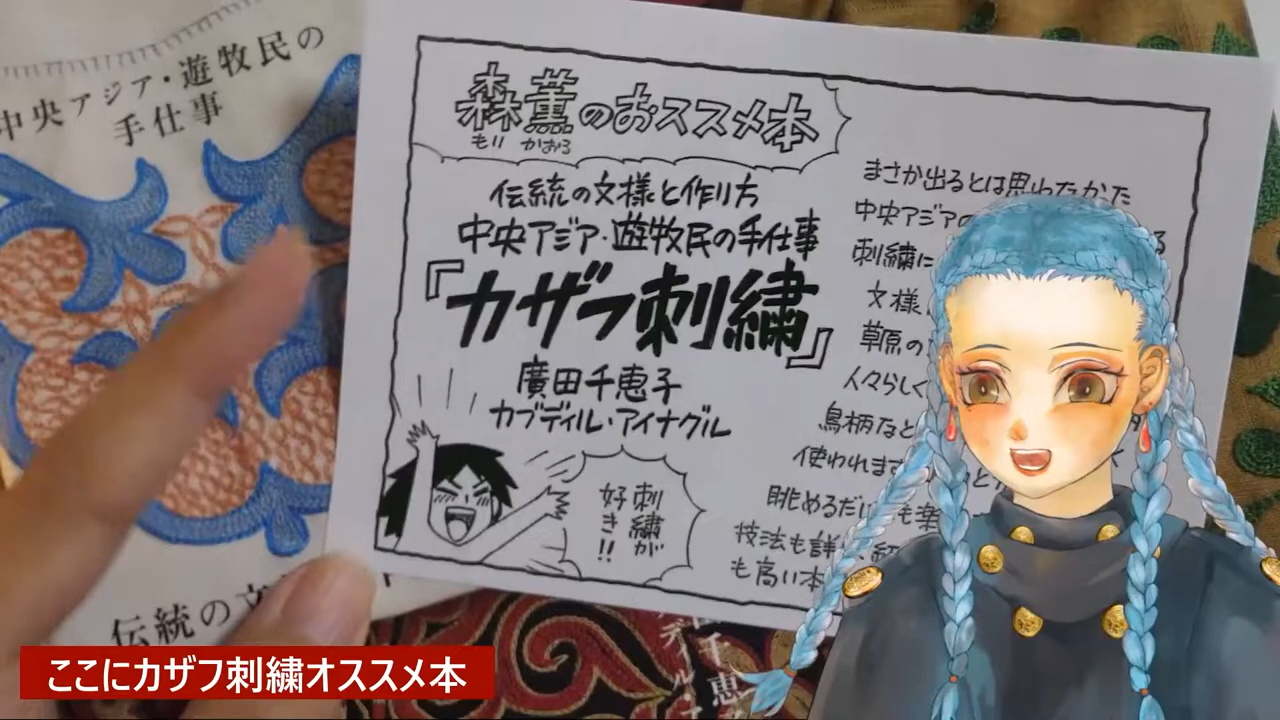 中央アジア・遊牧民の
手仕事
伝統の文
森薫のおススメ本
もり かおる
伝統の文様と作り方
中央アジア・遊牧民の手仕事
『カザフ刺繍』
廣田千恵子
カブディル・アイナグル
刺繍が
好き!!
まさか出るとは思わなかった
中央アジアの
刺繍に
文様
草原の
人々らしく
鳥柄など
使われます
眺めるだけ
も楽
技法も詳
も高い本
ここにカザフ刺繍オススメ本